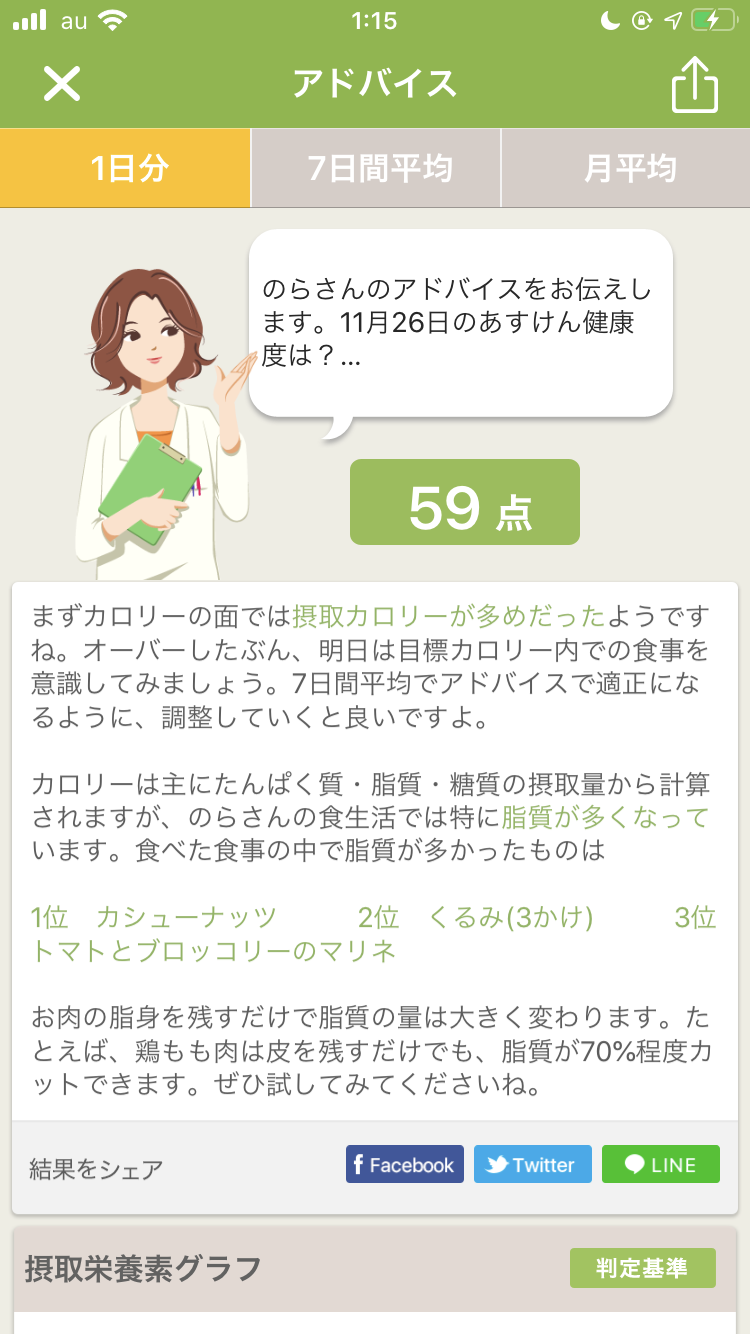 au 1:15
アドバイス
1日分 7日間平均 月平均
のらさんのアドバイスをお伝えし
ます。11月26日のあすけん健康
度は？...
59 点
まずカロリーの面では摂取カロリーが多めだったようです
ね。オーバーしたぶん、明日は目標カロリー内での食事を
意識してみましょう。7日間平均でアドバイスで適正にな
るように、調整していくと良いですよ。
カロリーは主にたんぱく質・脂質・糖質の摂取量から計算
されますが、のらさんの食生活では特に脂質が多くなって
います。食べた食事の中で脂質が多かったものは
1位 カシューナッツ 2位 くるみ(3かけ) 3位
トマトとブロッコリーのマリネ
お肉の脂身を残すだけで脂質の量は大きく変わります。た
とえば、鶏もも肉は皮を残すだけでも、脂質が70%程度カ
ットできます。ぜひ試してみてくださいね。
結果をシェア Facebook Twitter LINE
摂取栄養素グラフ 判定基準